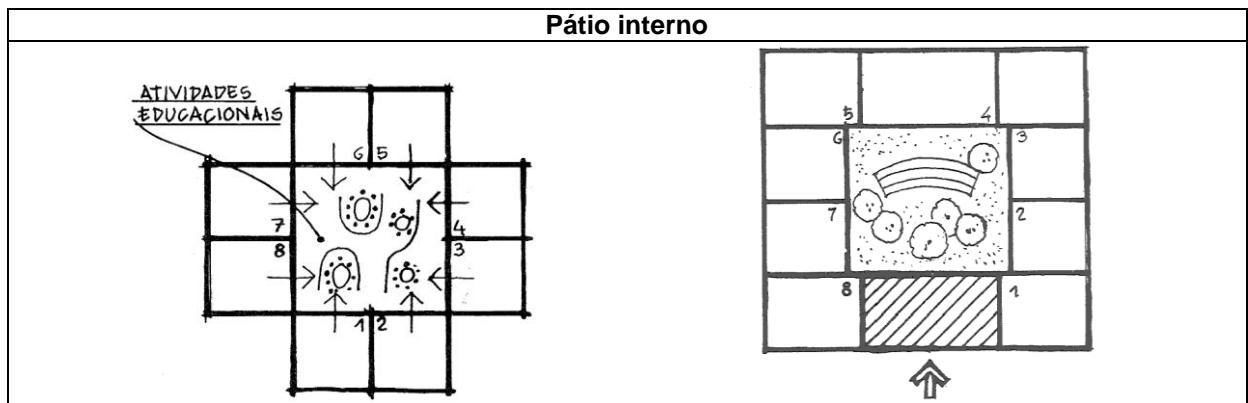 Pátio interno
ATIVIDADES
EDUCACIONAIS
6 5
7 4
8 3
1 2
5 4
6 3
7 2
8 1